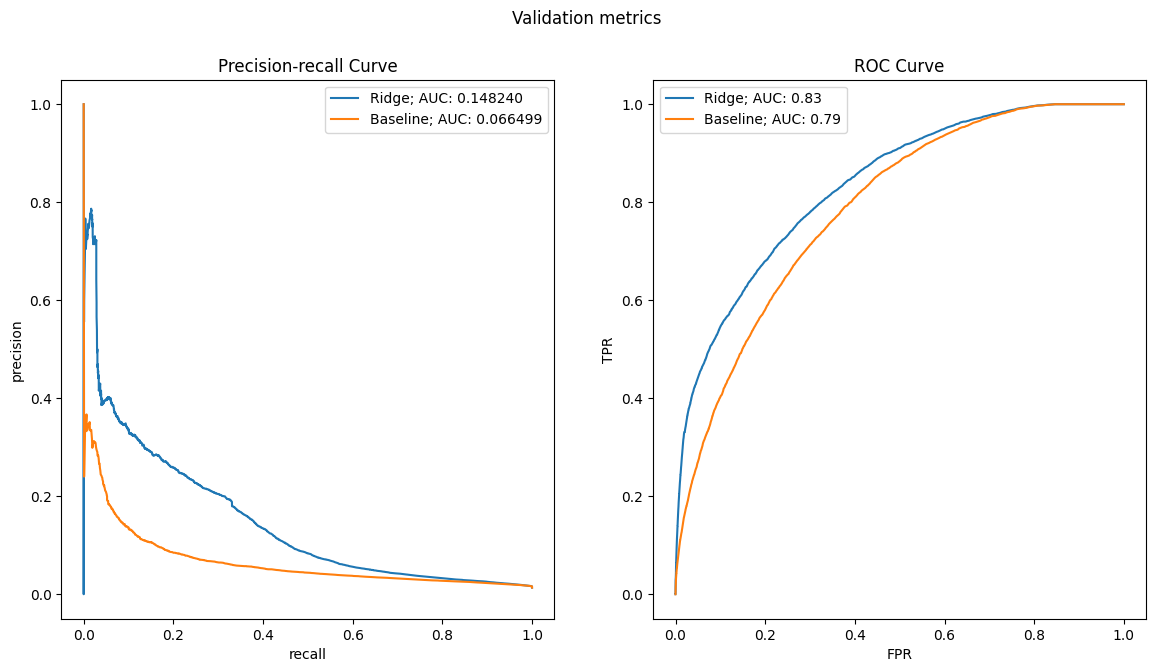 Validation metrics
Precision-recall Curve
Ridge; AUC: 0.148240
Baseline; AUC: 0.066499
1.0
0.8
0.6
0.4
0.2
0.0
precision
0.0 0.2 0.4 0.6 0.8 1.0
recall
ROC Curve
Ridge; AUC: 0.83
Baseline; AUC: 0.79
1.0
0.8
0.6
0.4
0.2
0.0
TPR
0.0 0.2 0.4 0.6 0.8 1.0
FPR